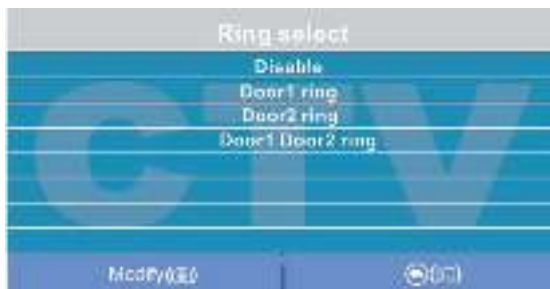 Ring select
Disable
Door1 ring
Door2 ring
Door1 Door2 ring
CTV
Modify